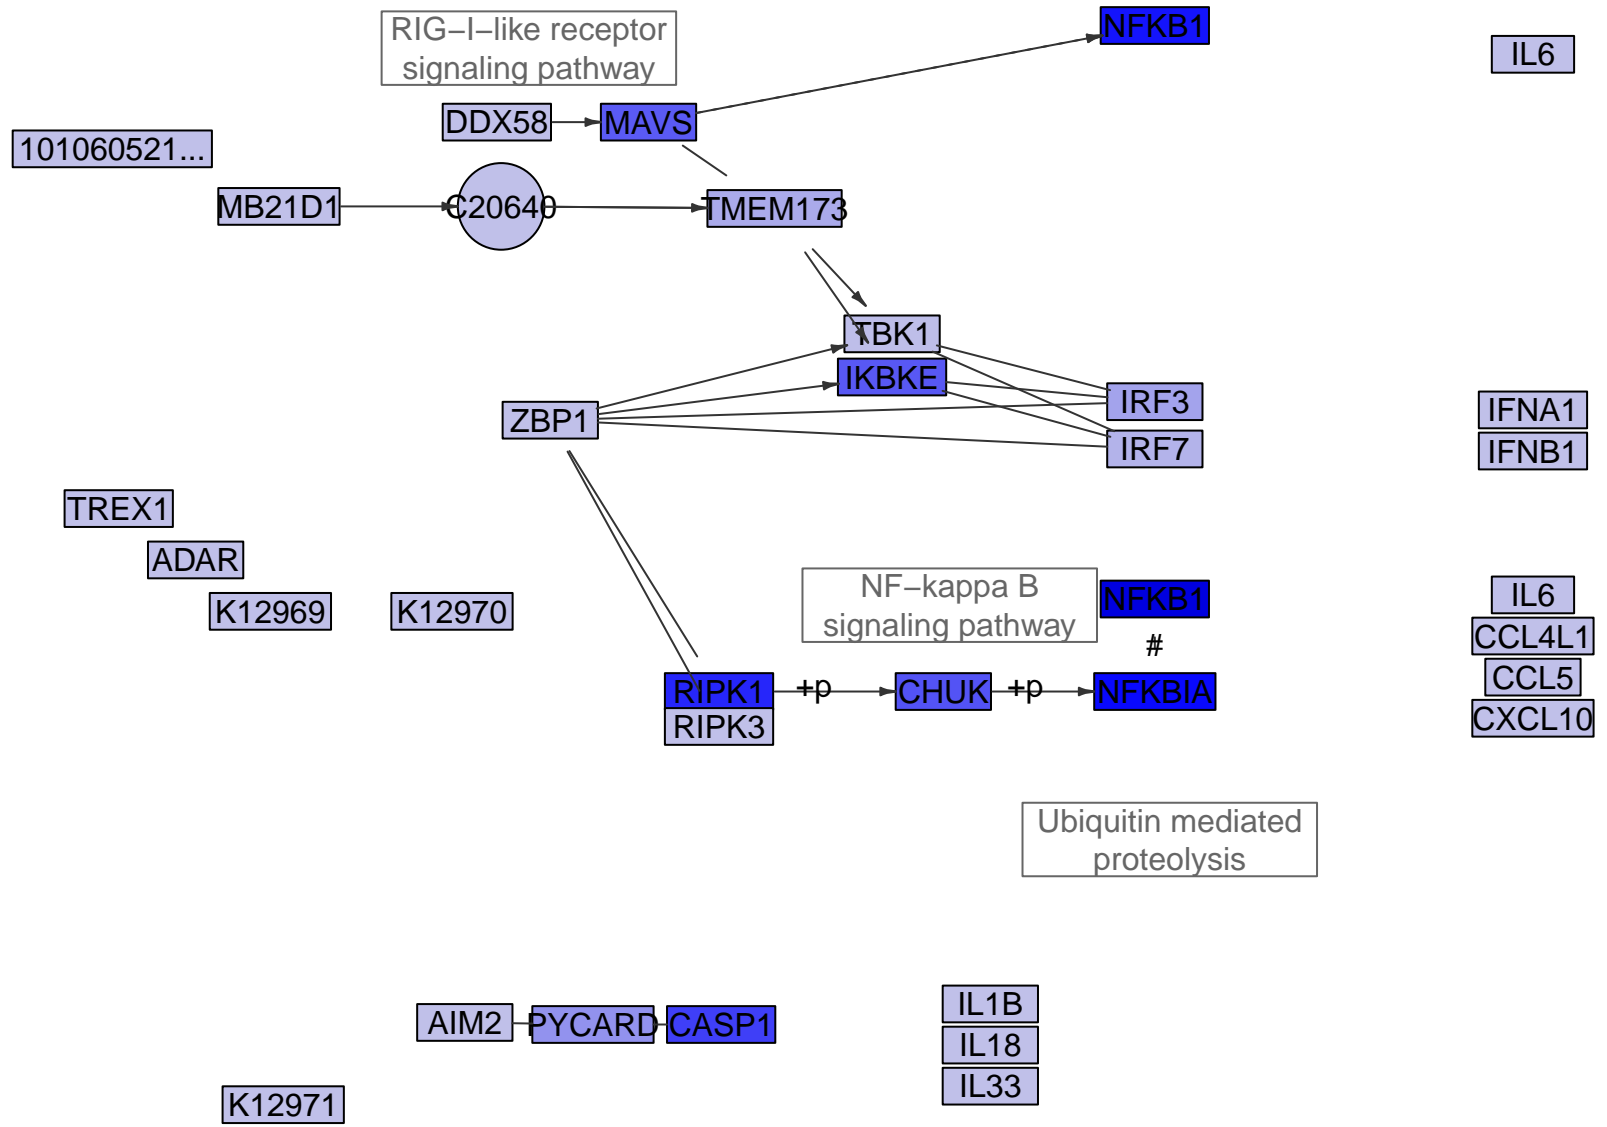 RIG−I−like receptor
signaling pathway
NFKB1
IL6
DDX58
MAVS
101060521...
MB21D1
C20640
TMEM173
TBK1
IKBKE
ZBP1
IRF3
IRF7
IFNA1
IFNB1
TREX1
ADAR
K12969
K12970
NF−kappa B
signaling pathway
NFKB1
#
IL6
CCL4L1
CCL5
CXCL10
RIPK1
+p
CHUK
+p
NFKBIA
RIPK3
Ubiquitin mediated
proteolysis
AIM2
PYCARD
CASP1
IL1B
IL18
IL33
K12971